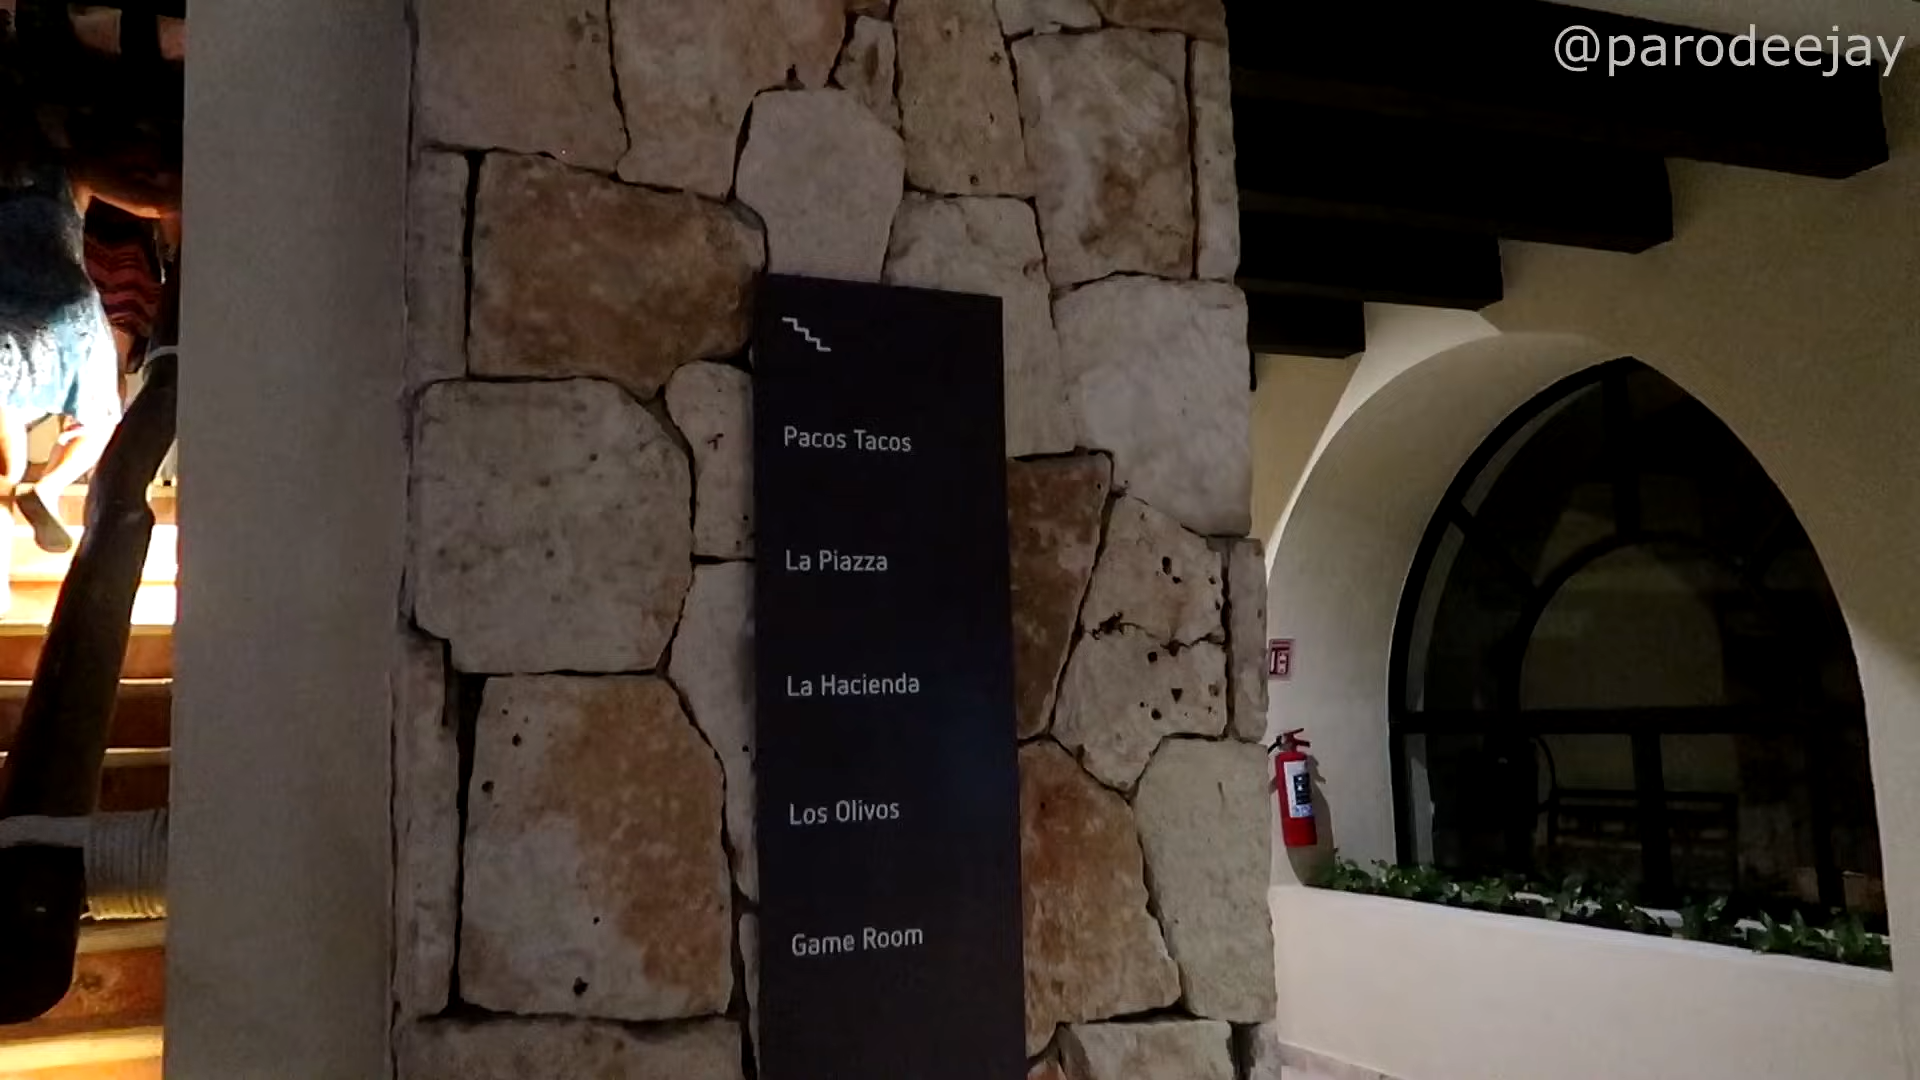 @parodeejay
Pacos Tacos
La Piazza
La Hacienda
Los Olivos
Game Room